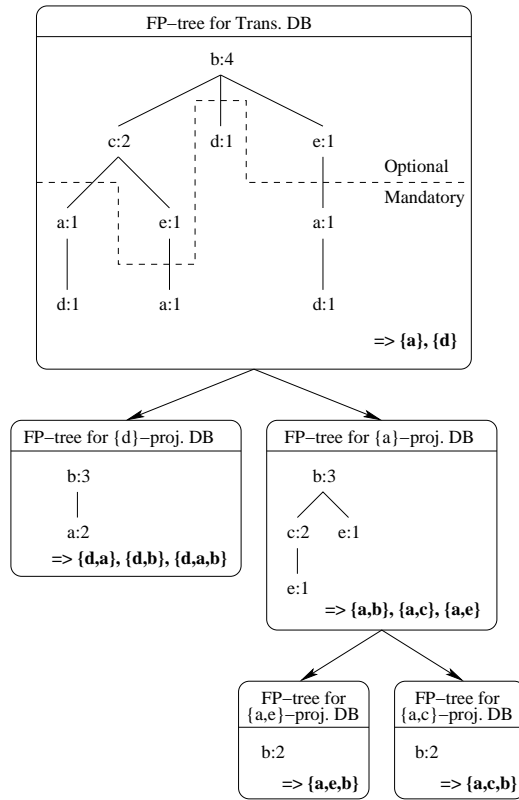 FP−tree for Trans. DB
b:4
c:2 d:1 e:1
Optional
Mandatory
a:1 e:1 a:1
d:1 a:1 d:1
=> {a}, {d}
FP−tree for {d}−proj. DB
b:3
a:2
=> {d,a}, {d,b}, {d,a,b}
FP−tree for {a}−proj. DB
b:3
c:2 e:1
e:1
=> {a,b}, {a,c}, {a,e}
FP−tree for
{a,e}−proj. DB
b:2
=> {a,e,b}
FP−tree for
{a,c}−proj. DB
b:2
=> {a,c,b}